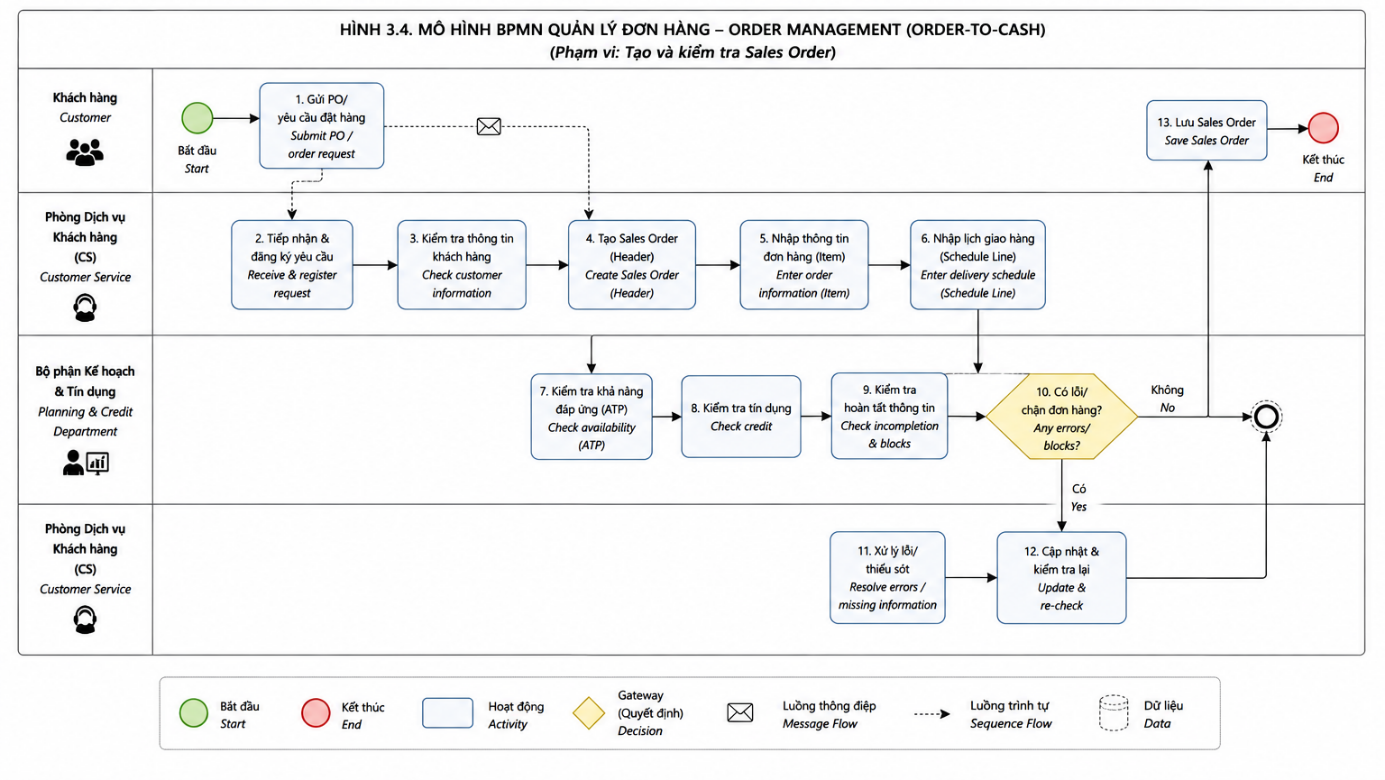 HÌNH 3.4. MÔ HÌNH BPMN QUẢN LÝ ĐƠN HÀNG – ORDER MANAGEMENT (ORDER-TO-CASH)
(Phạm vi: Tạo và kiểm tra Sales Order)
Khách hàng
Customer
Bắt đầu
Start
1. Gửi PO/
yêu cầu đặt hàng
Submit PO /
order request
13. Lưu Sales Order
Save Sales Order
Kết thúc
End
Phòng Dịch vụ
Khách hàng
(CS)
Customer Service
2. Tiếp nhận &
đăng ký yêu cầu
Receive & register
request
3. Kiểm tra thông tin
khách hàng
Check customer
information
4. Tạo Sales Order
(Header)
Create Sales Order
(Header)
5. Nhập thông tin
đơn hàng (Item)
Enter order
information (Item)
6. Nhập lịch giao hàng
(Schedule Line)
Enter delivery schedule
(Schedule Line)
Bộ phận Kế hoạch
& Tín dụng
Planning & Credit
Department
7. Kiểm tra khả năng
đáp ứng (ATP)
Check availability
(ATP)
8. Kiểm tra tín dụng
Check credit
9. Kiểm tra
hoàn tất thông tin
Check incompletion
& blocks
10. Có lỗi/
chặn đơn hàng?
Any errors/
blocks?
Không
No
Có
Yes
Phòng Dịch vụ
Khách hàng
(CS)
Customer Service
11. Xử lý lỗi/
thiếu sót
Resolve errors /
missing information
12. Cập nhật &
kiểm tra lại
Update &
re-check
Bắt đầu
Start
Kết thúc
End
Hoạt động
Activity
Gateway
(Quyết định)
Decision
Luồng thông điệp
Message Flow
Luồng trình tự
Sequence Flow
Dữ liệu
Data